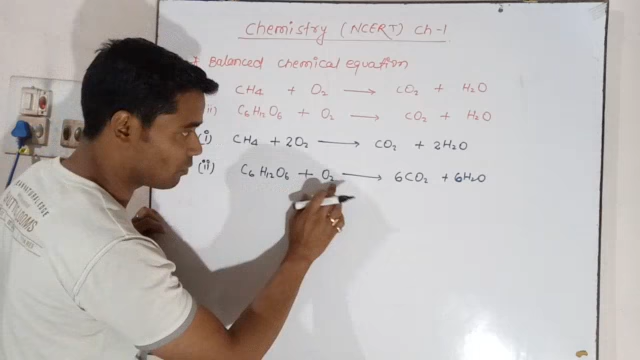 Chemistry (NCERT) Ch-1
Balanced chemical equation
CH4 + O2 → CO2 + H2O
ii) C6H12O6 + O2 → CO2 + H2O
(i) CH4 + 2O2 → CO2 + 2H2O
(ii) C6H12O6 + O2 → 6CO2 + 6H2O